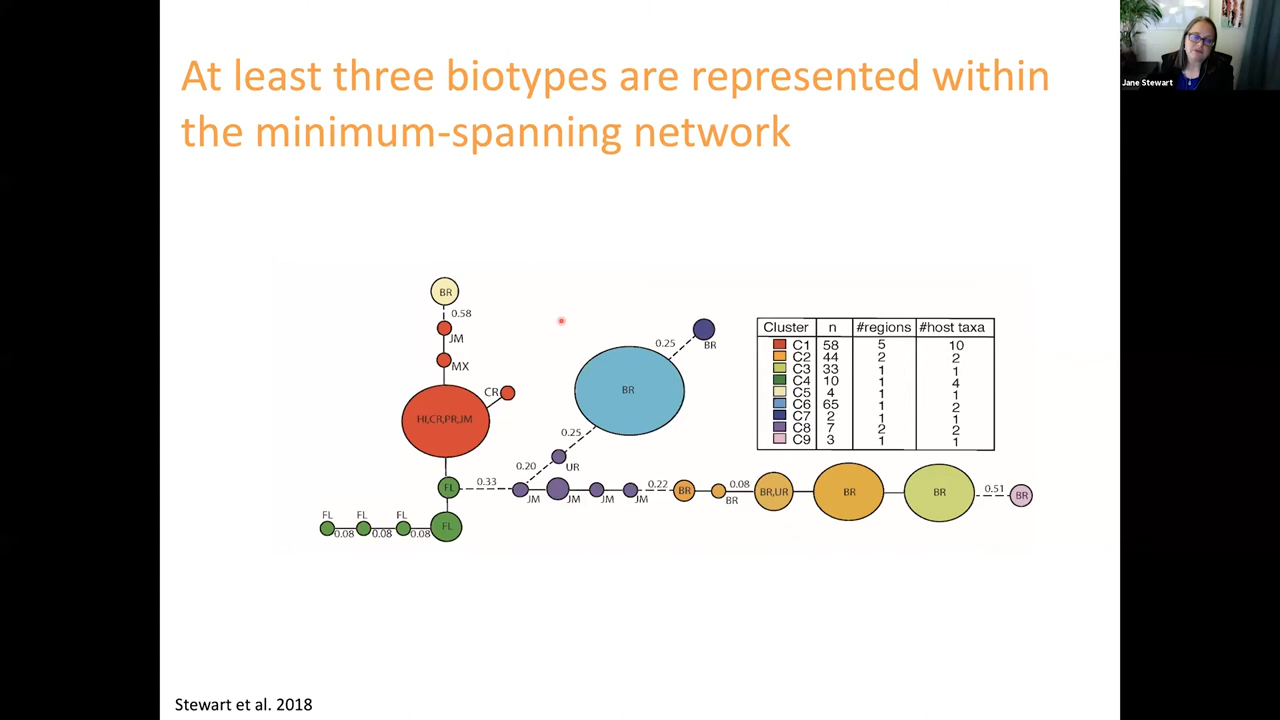 At least three biotypes are represented within
the minimum-spanning network
Jane Stewart
BR
0.58
JM
MX
CR
HI,CR,PR,JM
FL
0.33
FL
FL
FL
FL
0.08
0.08
0.08
BR
0.25
BR
0.25
UR
0.20
JM
JM
JM
JM
0.22
BR
BR
0.08
BR,UR
BR
BR
0.51
BR
Cluster n #regions #host taxa
C1 58 5 10
C2 44 2 2
C3 33 1 1
C4 10 1 4
C5 4 1 1
C6 65 1 2
C7 2 1 1
C8 7 2 2
C9 3 1 1
Stewart et al. 2018